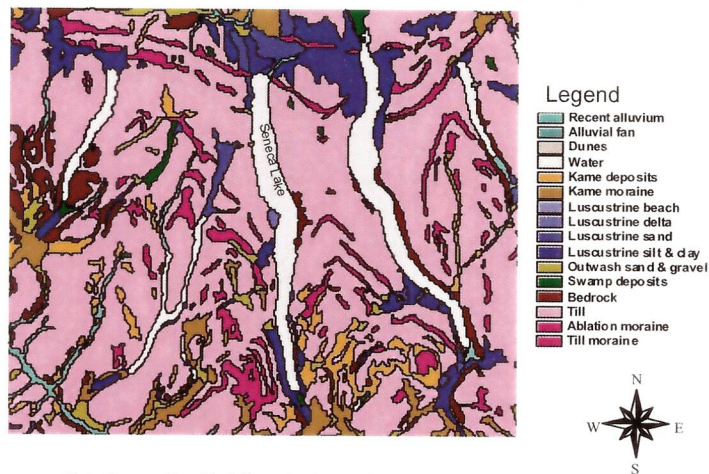 Seneca Lake
Legend
Recent alluvium
Alluvial fan
Dunes
Water
Kame deposits
Kame moraine
Luscustrine beach
Luscustrine delta
Luscustrine sand
Luscustrine silt & clay
Outwash sand & gravel
Swamp deposits
Bedrock
Till
Ablation moraine
Till moraine
N
W E
S